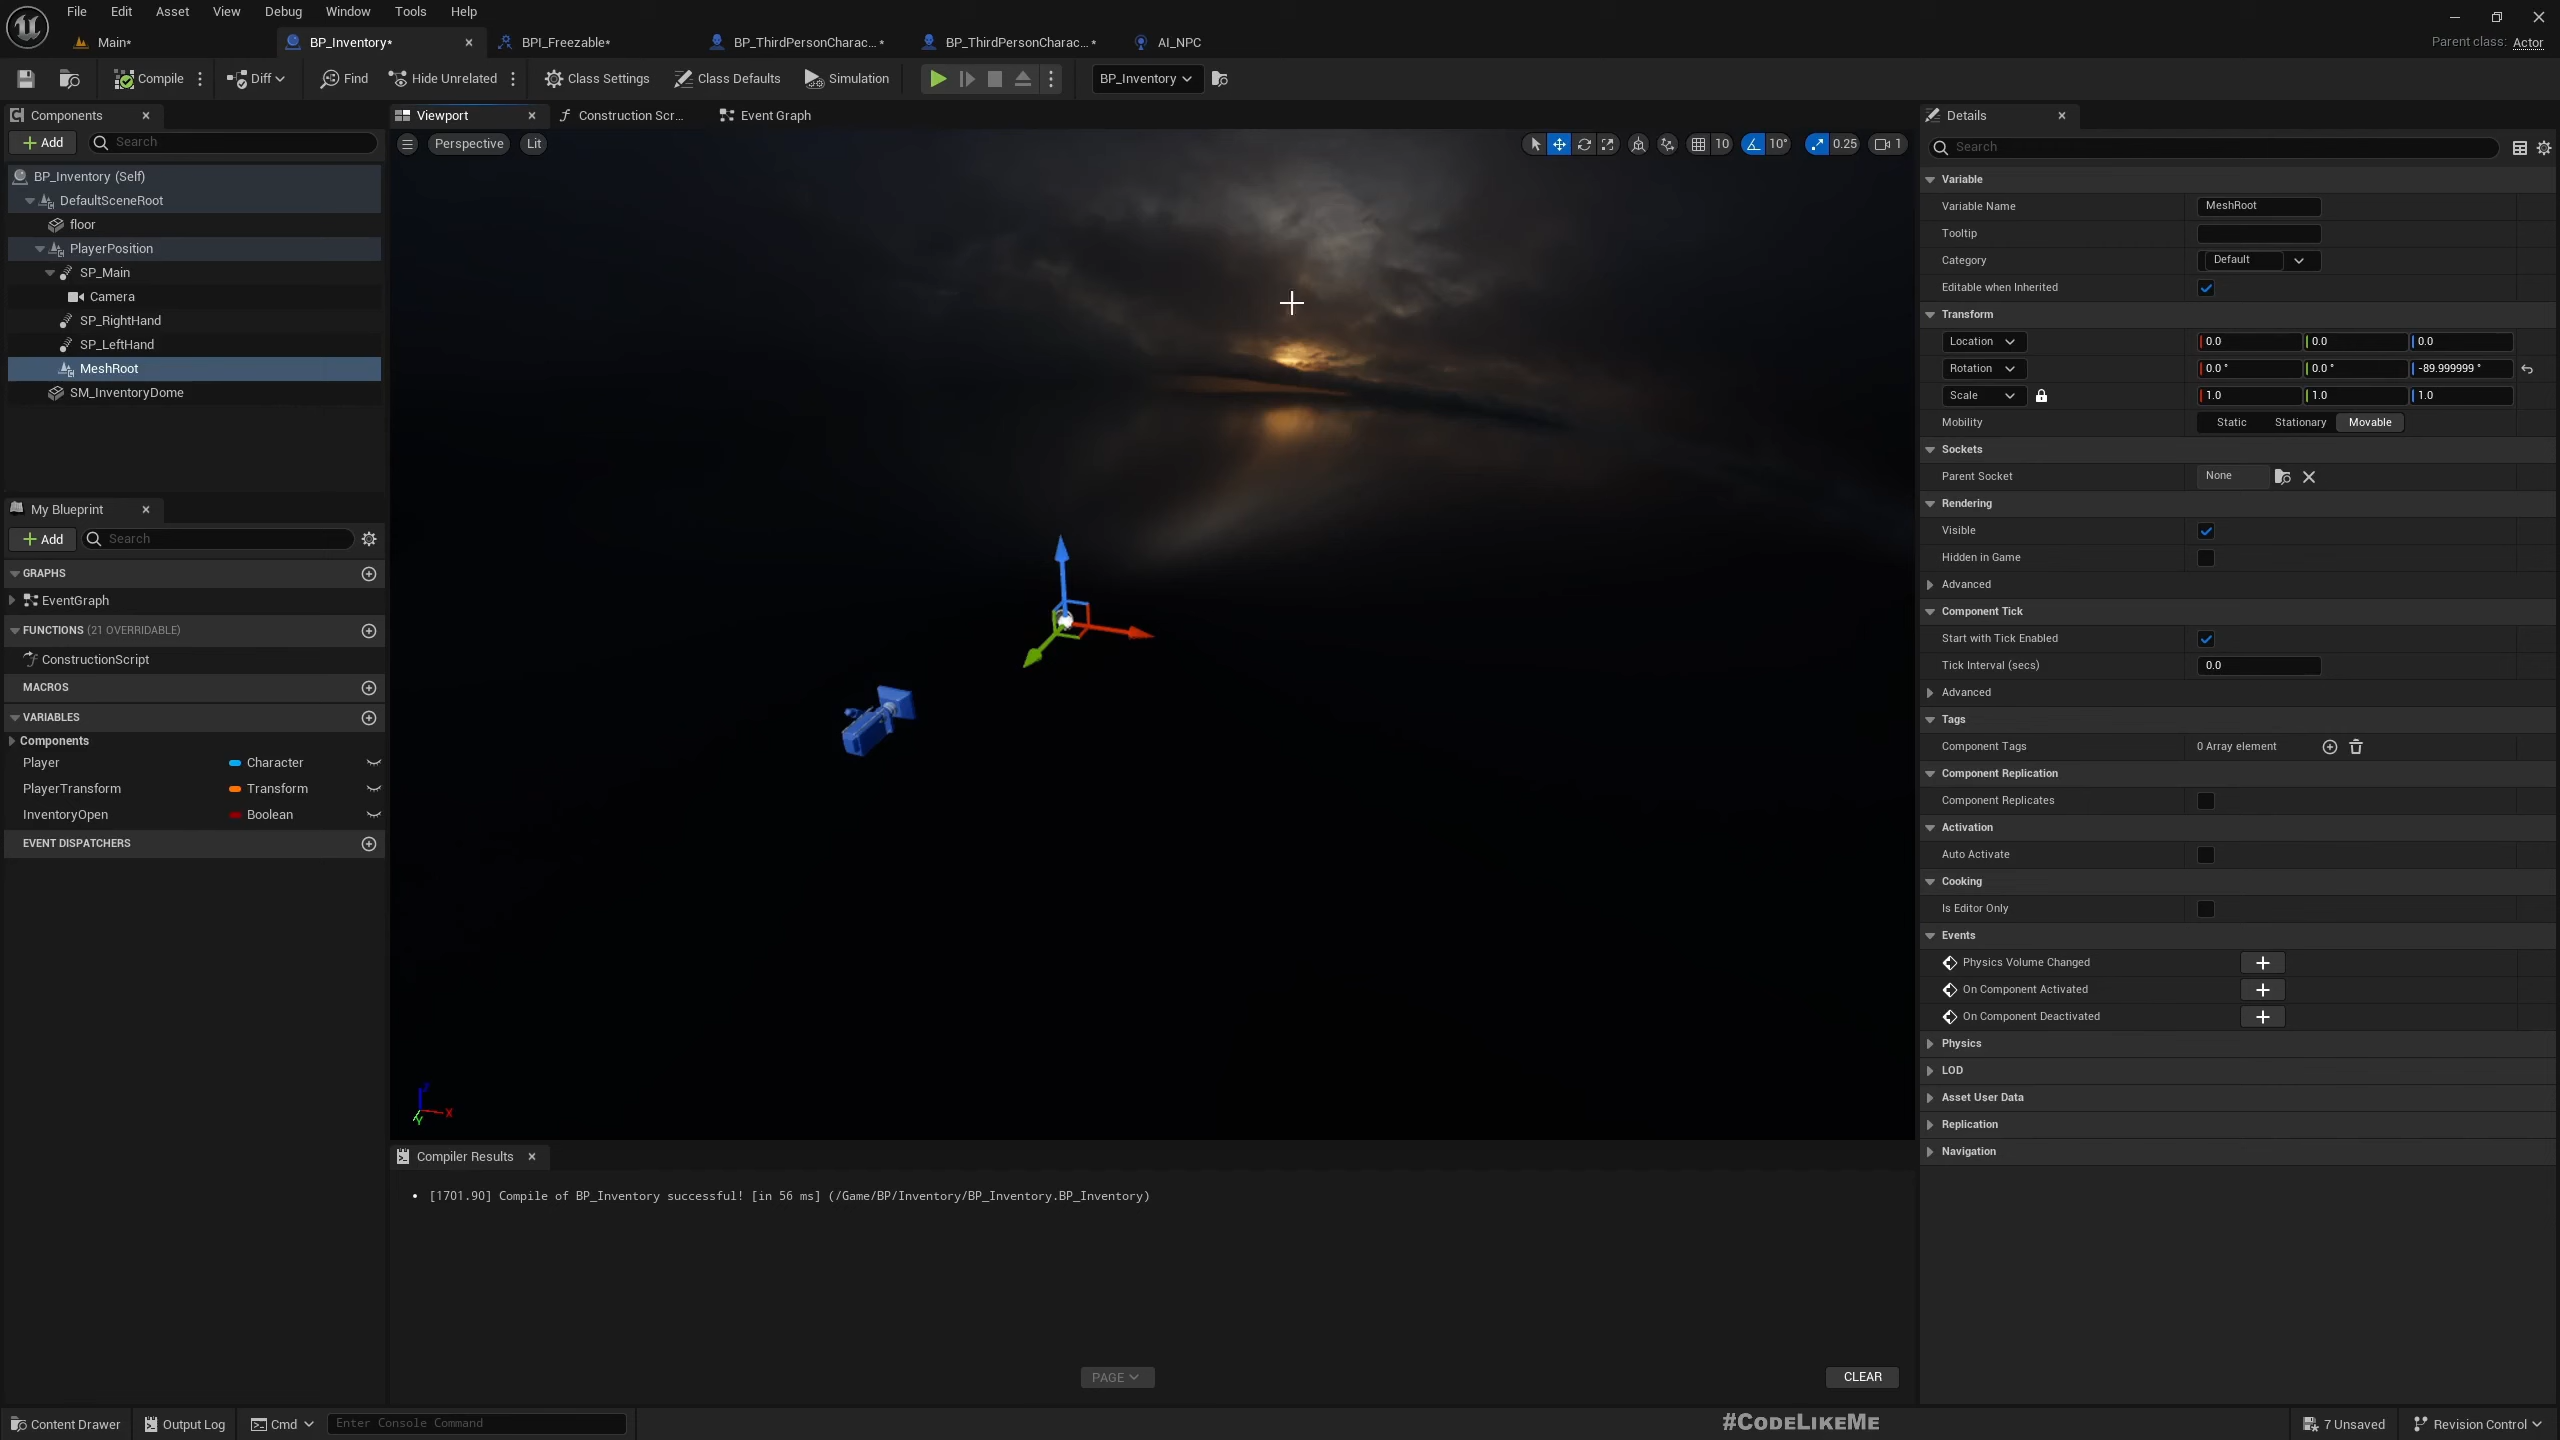 File Edit Asset View Debug Window Tools Help
Main*
BP_Inventory*
BPI_Freezable*
BP_ThirdPersonCharac...*
BP_ThirdPersonCharac...*
AI_NPC
Parent class: Actor
Compile
Diff
Find
Hide Unrelated
Class Settings
Class Defaults
Simulation
BP_Inventory
Components
Add
Search
BP_Inventory (Self)
DefaultSceneRoot
floor
PlayerPosition
SP_Main
Camera
SP_RightHand
SP_LeftHand
MeshRoot
SM_InventoryDome
My Blueprint
Add
Search
GRAPHS
EventGraph
FUNCTIONS (21 OVERRIDABLE)
ConstructionScript
MACROS
VARIABLES
Components
Player Character
PlayerTransform Transform
InventoryOpen Boolean
EVENT DISPATCHERS
Viewport
Construction Scr...
Event Graph
Perspective
Lit
10
10°
0.25
1
Z
X
Y
Compiler Results
[1701.90] Compile of BP_Inventory successful! [in 56 ms] (/Game/BP/Inventory/BP_Inventory.BP_Inventory)
PAGE
CLEAR
Details
Search
Variable
Variable Name MeshRoot
Tooltip
Category Default
Editable when Inherited
Transform
Location 0.0 0.0 0.0
Rotation 0.0 ° 0.0 ° -89.999999 °
Scale 1.0 1.0 1.0
Mobility Static Stationary Movable
Sockets
Parent Socket None
Rendering
Visible
Hidden in Game
Advanced
Component Tick
Start with Tick Enabled
Tick Interval (secs) 0.0
Advanced
Tags
Component Tags 0 Array element
Component Replication
Component Replicates
Activation
Auto Activate
Cooking
Is Editor Only
Events
Physics Volume Changed
On Component Activated
On Component Deactivated
Physics
LOD
Asset User Data
Replication
Navigation
Content Drawer
Output Log
Cmd
Enter Console Command
#CODELIKEME
7 Unsaved
Revision Control